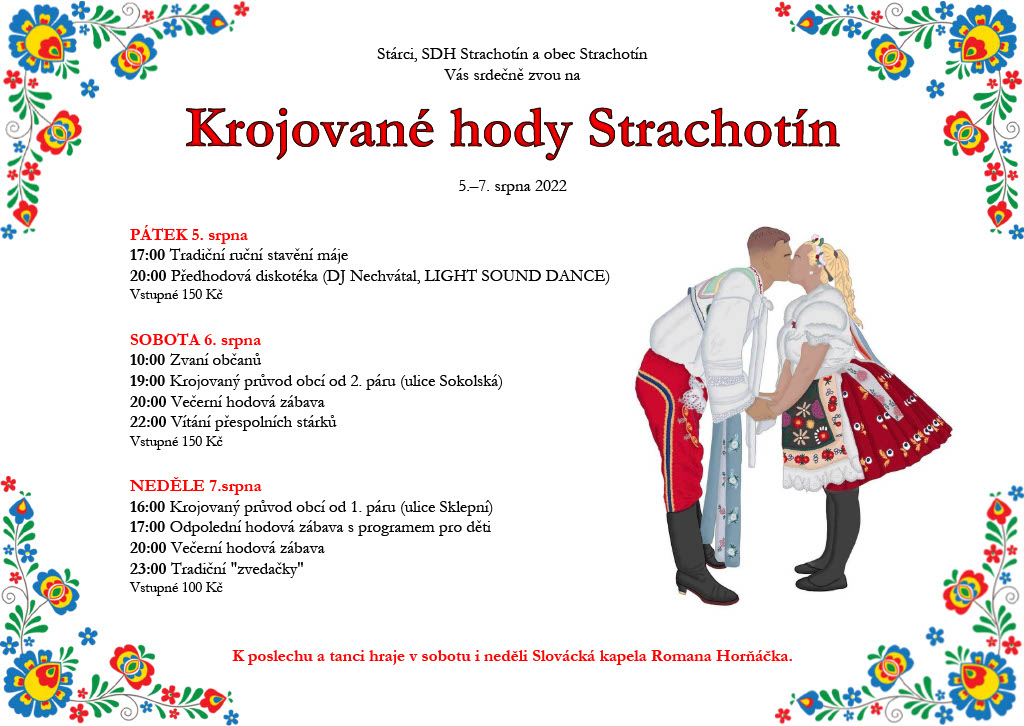 Stárci, SDH Strachotín a obec Strachotín
Vás srdečně zvou na
Krojované hody Strachotín
5.–7. srpna 2022
PÁTEK 5. srpna
17:00 Tradiční ruční stavění máje
20:00 Předhodová diskotéka (DJ Nechvátal, LIGHT SOUND DANCE)
Vstupné 150 Kč
SOBOTA 6. srpna
10:00 Zvaní občanů
19:00 Krojovaný průvod obcí od 2. páru (ulice Sokolská)
20:00 Večerní hodová zábava
22:00 Vítání přespolních stárků
Vstupné 150 Kč
NEDĚLE 7.srpna
16:00 Krojovaný průvod obcí od 1. páru (ulice Sklepní)
17:00 Odpolední hodová zábava s programem pro děti
20:00 Večerní hodová zábava
23:00 Tradiční "zvedačky"
Vstupné 100 Kč
K poslechu a tanci hraje v sobotu i neděli Slovácká kapela Romana Horňáčka.